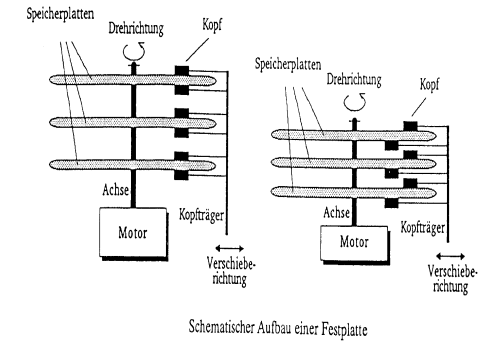 Speicherplatten
Drehrichtung
Kopf
Achse
Motor
Kopfträger
Verschiebe-
richtung
Speicherplatten
Drehrichtung
Kopf
Achse
Motor
Kopfträger
Verschiebe-
richtung
Schematischer Aufbau einer Festplatte